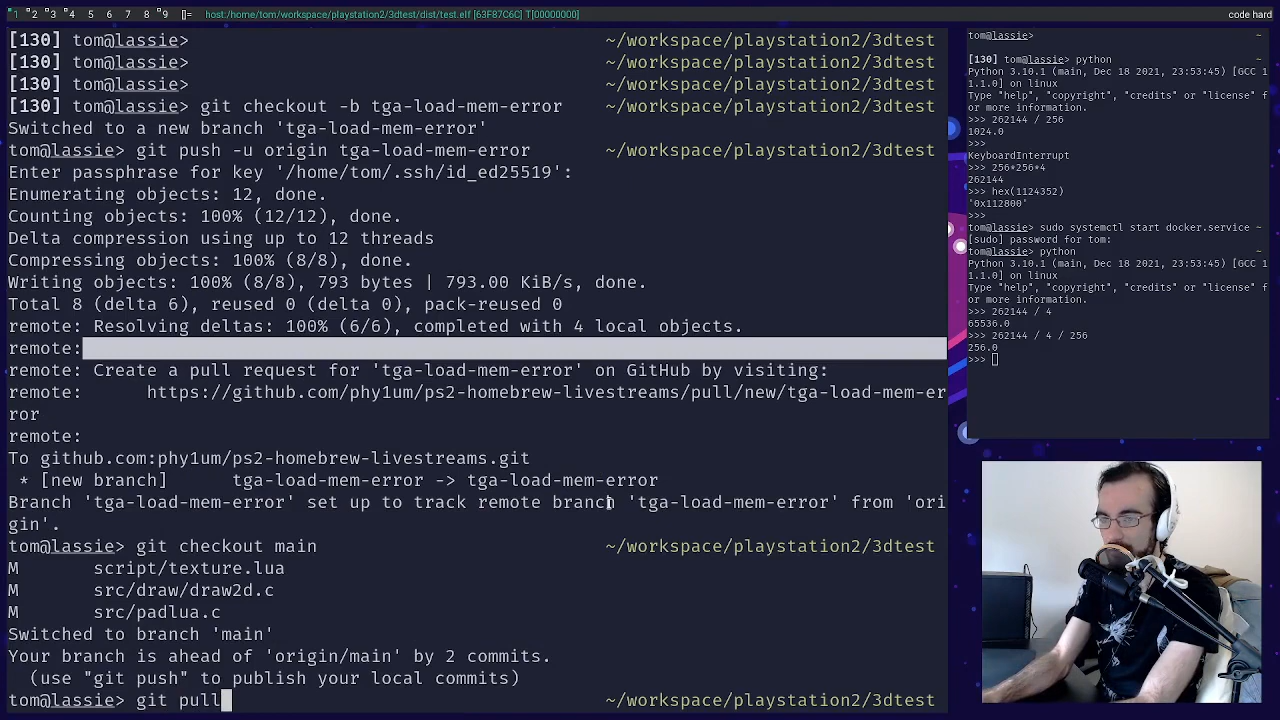 1 2 3 4 5 6 7 8 9 []= host:/home/tom/workspace/playstation2/3dtest/dist/test.elf [63F87C6C] T[00000000] code hard
[130] tom@lassie> ~/workspace/playstation2/3dtest
[130] tom@lassie> ~/workspace/playstation2/3dtest
[130] tom@lassie> ~/workspace/playstation2/3dtest
[130] tom@lassie> git checkout -b tga-load-mem-error ~/workspace/playstation2/3dtest
Switched to a new branch 'tga-load-mem-error'
tom@lassie> git push -u origin tga-load-mem-error ~/workspace/playstation2/3dtest
Enter passphrase for key '/home/tom/.ssh/id_ed25519':
Enumerating objects: 12, done.
Counting objects: 100% (12/12), done.
Delta compression using up to 12 threads
Compressing objects: 100% (8/8), done.
Writing objects: 100% (8/8), 793 bytes | 793.00 KiB/s, done.
Total 8 (delta 6), reused 0 (delta 0), pack-reused 0
remote: Resolving deltas: 100% (6/6), completed with 4 local objects.
remote:
remote: Create a pull request for 'tga-load-mem-error' on GitHub by visiting:
remote:      https://github.com/phy1um/ps2-homebrew-livestreams/pull/new/tga-load-mem-er
ror
remote:
To github.com:phy1um/ps2-homebrew-livestreams.git
 * [new branch]      tga-load-mem-error -> tga-load-mem-error
Branch 'tga-load-mem-error' set up to track remote branch 'tga-load-mem-error' from 'ori
gin'.
tom@lassie> git checkout main ~/workspace/playstation2/3dtest
M       script/texture.lua
M       src/draw/draw2d.c
M       src/padlua.c
Switched to branch 'main'
Your branch is ahead of 'origin/main' by 2 commits.
  (use "git push" to publish your local commits)
tom@lassie> git pull ~/workspace/playstation2/3dtest
tom@lassie> ~
[130] tom@lassie> python ~
Python 3.10.1 (main, Dec 18 2021, 23:53:45) [GCC 1
1.1.0] on linux
Type "help", "copyright", "credits" or "license" f
or more information.
>>> 262144 / 256
1024.0
>>>
KeyboardInterrupt
>>> 256*256*4
262144
>>> hex(1124352)
'0x112800'
>>>
tom@lassie> sudo systemctl start docker.service ~
[sudo] password for tom:
tom@lassie> python ~
Python 3.10.1 (main, Dec 18 2021, 23:53:45) [GCC 1
1.1.0] on linux
Type "help", "copyright", "credits" or "license" f
or more information.
>>> 262144 / 4
65536.0
>>> 262144 / 4 / 256
256.0
>>>